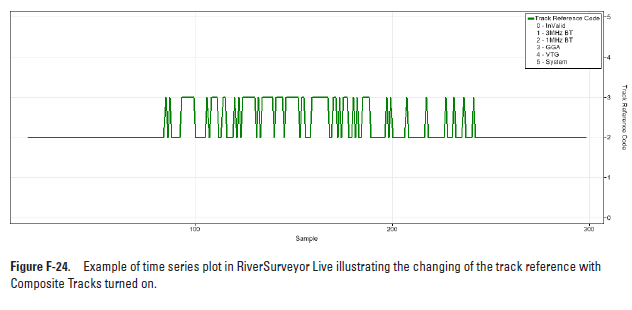 Track Reference Code
0 - InValid
1 - 3MHz BT
2 - 1MHz BT
3 - GGA
4 - VTG
5 - System
5
4
3
2
1
0
Track Reference Code
100
200
300
Sample
Figure F-24. Example of time series plot in RiverSurveyor Live illustrating the changing of the track reference with
Composite Tracks turned on.